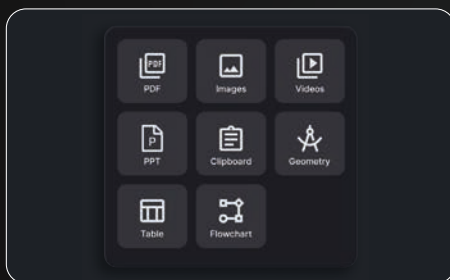 PDF
PDF
Images
Videos
P
PPT
Clipboard
Geometry
Table
Flowchart